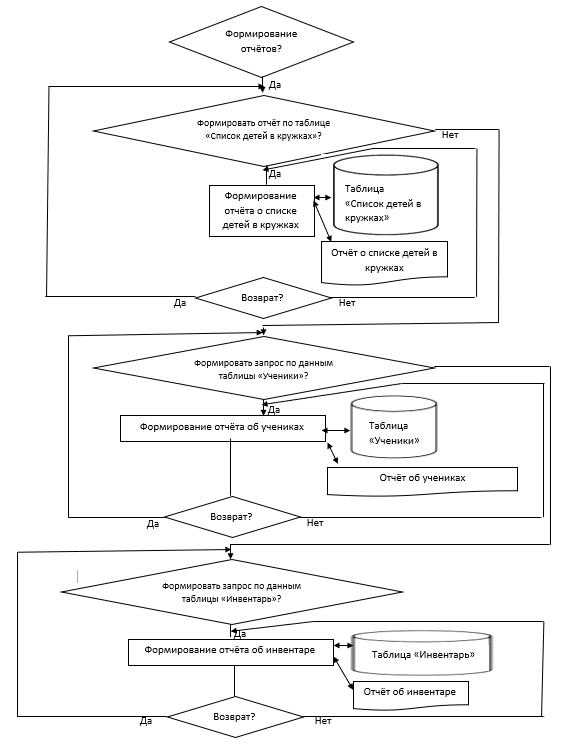 Формирование
отчётов?
Да
Формировать отчёт по таблице
«Список детей в кружках»?
Нет
Да
Формирование
отчёта о списке
детей в кружках
Таблица
«Список детей в
кружках»
Отчёт о списке детей в
кружках
Возврат?
Да
Нет
Формировать запрос по данным
таблицы «Ученики»?
Да
Формирование отчёта об учениках
Таблица
«Ученики»
Отчёт об учениках
Возврат?
Да
Нет
Формировать запрос по данным
таблицы «Инвентарь»?
Да
Формирование отчёта об инвентаре
Таблица «Инвентарь»
Отчёт об инвентаре
Возврат?
Да
Нет